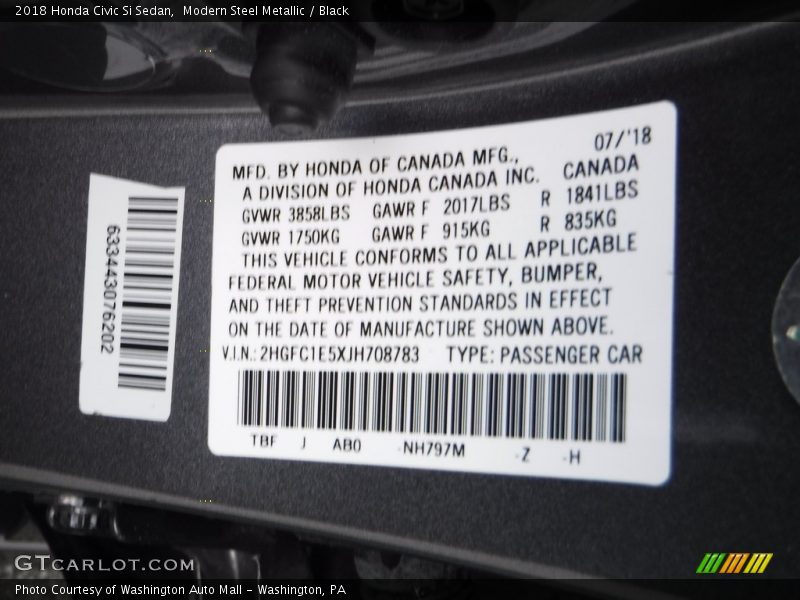 2018 Honda Civic Si Sedan, Modern Steel Metallic / Black
07/'18
MFD. BY HONDA OF CANADA MFG.,
A DIVISION OF HONDA CANADA INC. CANADA
GVWR 3858LBS GAWR F 2017LBS R 1841LBS
GVWR 1750KG GAWR F 915KG R 835KG
THIS VEHICLE CONFORMS TO ALL APPLICABLE
FEDERAL MOTOR VEHICLE SAFETY, BUMPER,
AND THEFT PREVENTION STANDARDS IN EFFECT
ON THE DATE OF MANUFACTURE SHOWN ABOVE.
V.I.N.: 2HGFC1E5XJH708783 TYPE: PASSENGER CAR
TBF J AB0 -NH797M -Z -H
633443076202
GTCARLOT.COM
Photo Courtesy of Washington Auto Mall - Washington, PA